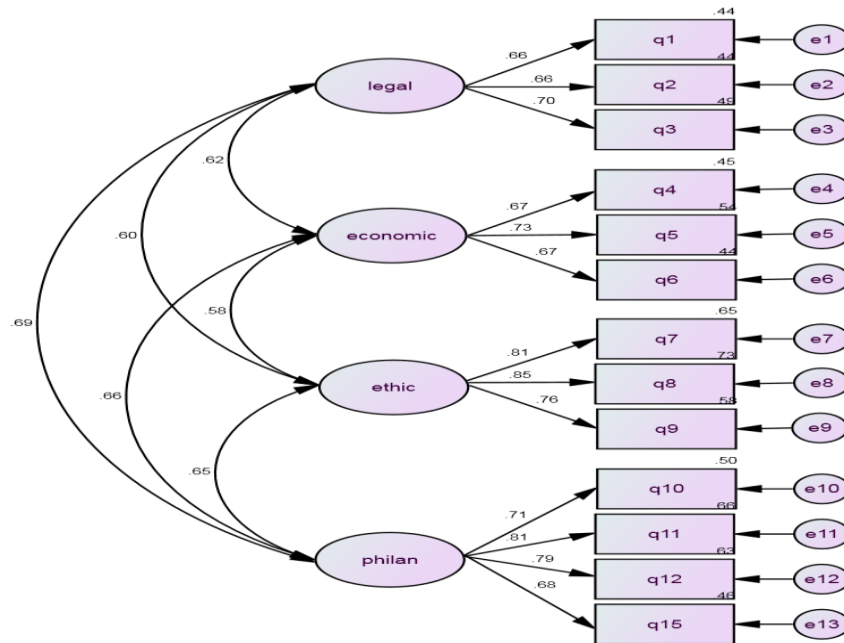 .44
.66
q1
e1
.44
legal
.66
q2
e2
.49
.70
q3
e3
.62
.45
.67
q4
e4
.54
.60
economic
.73
q5
e5
.44
.67
q6
e6
.69
.58
.65
.81
q7
e7
.73
ethic
.85
q8
e8
.58
.66
.76
q9
e9
.65
.50
.71
q10
e10
.66
.81
q11
e11
.63
philan
.79
q12
e12
.46
.68
q15
e13